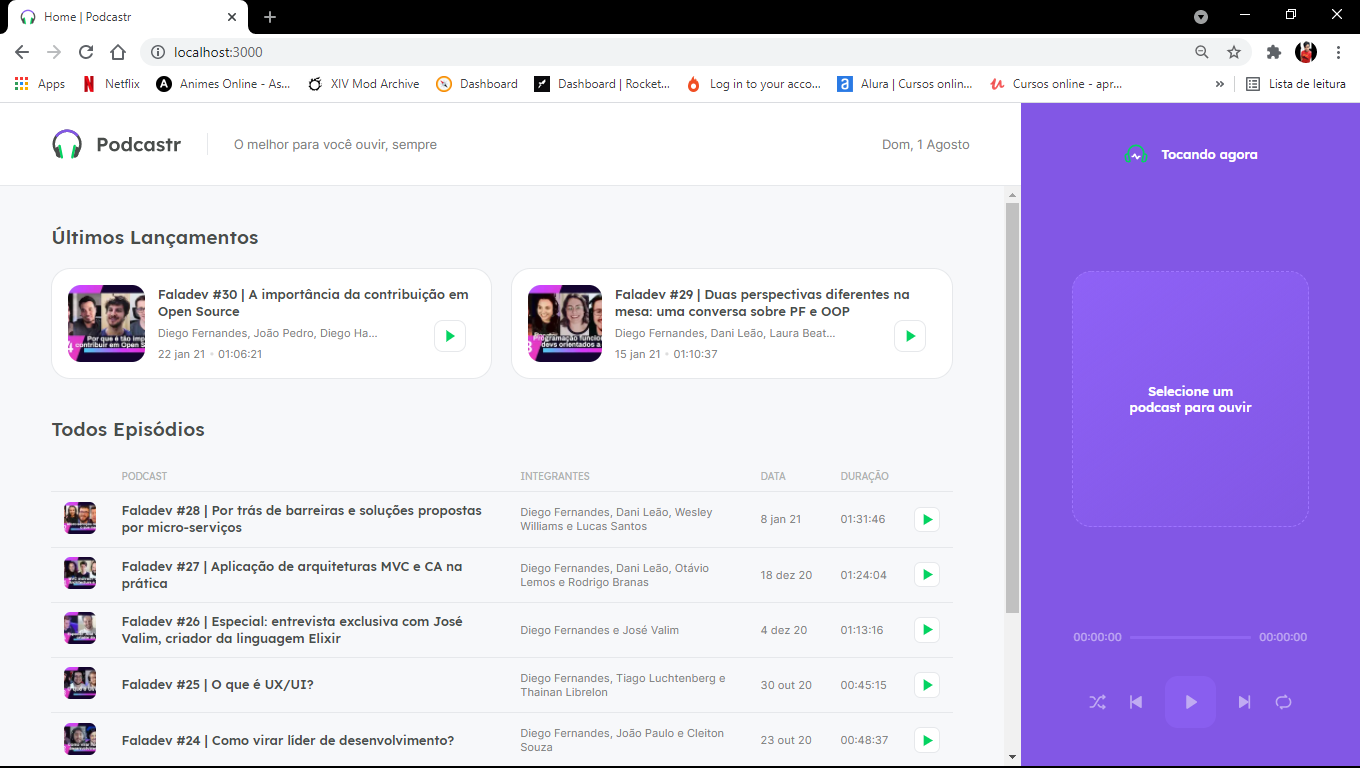 Home | Podcastr
localhost:3000
Apps
Netflix
Animes Online - As...
XIV Mod Archive
Dashboard
Dashboard | Rocket...
Log in to your acco...
Alura | Cursos onlin...
Cursos online - apr...
»
Lista de leitura
Podcastr
O melhor para você ouvir, sempre
Dom, 1 Agosto
Últimos Lançamentos
Faladev #30 | A importância da contribuição em
Open Source
Diego Fernandes, João Pedro, Diego Ha...
22 jan 21 • 01:06:21
Faladev #29 | Duas perspectivas diferentes na
mesa: uma conversa sobre PF e OOP
Diego Fernandes, Dani Leão, Laura Beat...
15 jan 21 • 01:10:37
Todos Episódios
PODCAST INTEGRANTES DATA DURAÇÃO
Faladev #28 | Por trás de barreiras e soluções propostas
por micro-serviços
Diego Fernandes, Dani Leão, Wesley
Williams e Lucas Santos
8 jan 21
01:31:46
Faladev #27 | Aplicação de arquiteturas MVC e CA na
prática
Diego Fernandes, Dani Leão, Otávio
Lemos e Rodrigo Branas
18 dez 20
01:24:04
Faladev #26 | Especial: entrevista exclusiva com José
Valim, criador da linguagem Elixir
Diego Fernandes e José Valim
4 dez 20
01:13:16
Faladev #25 | O que é UX/UI?
Diego Fernandes, Tiago Luchtenberg e
Thainan Librelon
30 out 20
00:45:15
Faladev #24 | Como virar líder de desenvolvimento?
Diego Fernandes, João Paulo e Cleiton
Souza
23 out 20
00:48:37
Tocando agora
Selecione um
podcast para ouvir
00:00:00
00:00:00